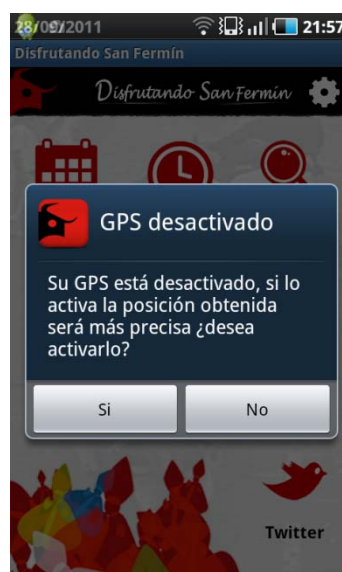 28/09/2011 21:57
Disfrutando San Fermín
Disfrutando San Fermin
GPS desactivado
Su GPS está desactivado, si lo
activa la posición obtenida
será más precisa ¿desea
activarlo?
Si No
Twitter